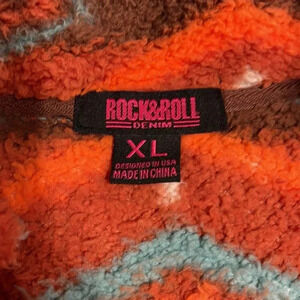 ROCK&ROLL
DENIM
XL
DESIGNED IN USA
MADE IN CHINA